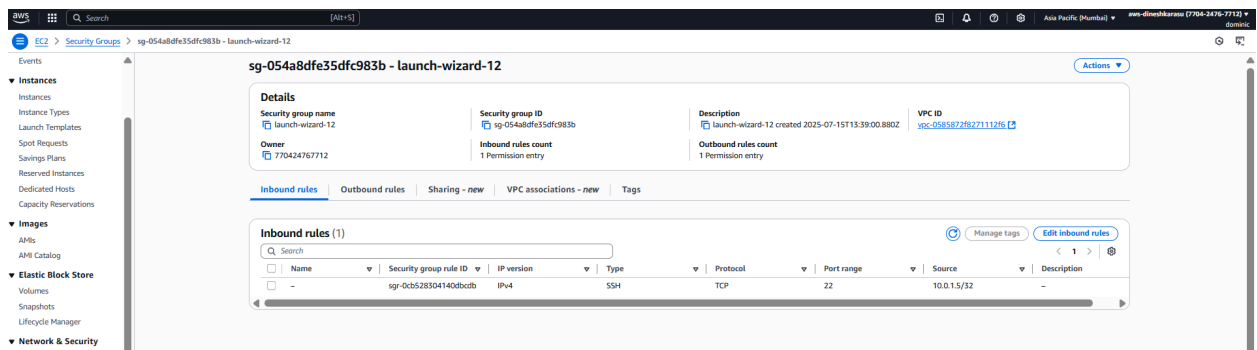 aws Search [Alt+S] Asia Pacific (Mumbai) ▼ aws-dineshkarasu (7704-2476-7712) ▼
dominic
EC2 > Security Groups > sg-054a8dfe35dfc983b - launch-wizard-12
Events
▼ Instances
Instances
Instance Types
Launch Templates
Spot Requests
Savings Plans
Reserved Instances
Dedicated Hosts
Capacity Reservations
▼ Images
AMIs
AMI Catalog
▼ Elastic Block Store
Volumes
Snapshots
Lifecycle Manager
▼ Network & Security
sg-054a8dfe35dfc983b - launch-wizard-12 Actions ▼
Details
Security group name Security group ID Description VPC ID
launch-wizard-12 sg-054a8dfe35dfc983b launch-wizard-12 created 2025-07-15T13:39:00.880Z vpc-0585872f8271112f6
Owner Inbound rules count Outbound rules count
770424767712 1 Permission entry 1 Permission entry
Inbound rules Outbound rules Sharing - new VPC associations - new Tags
Inbound rules (1) Manage tags Edit inbound rules
Search < 1 >
Name Security group rule ID IP version Type Protocol Port range Source Description
– sgr-0cb528304140dbcdb IPv4 SSH TCP 22 10.0.1.5/32 –